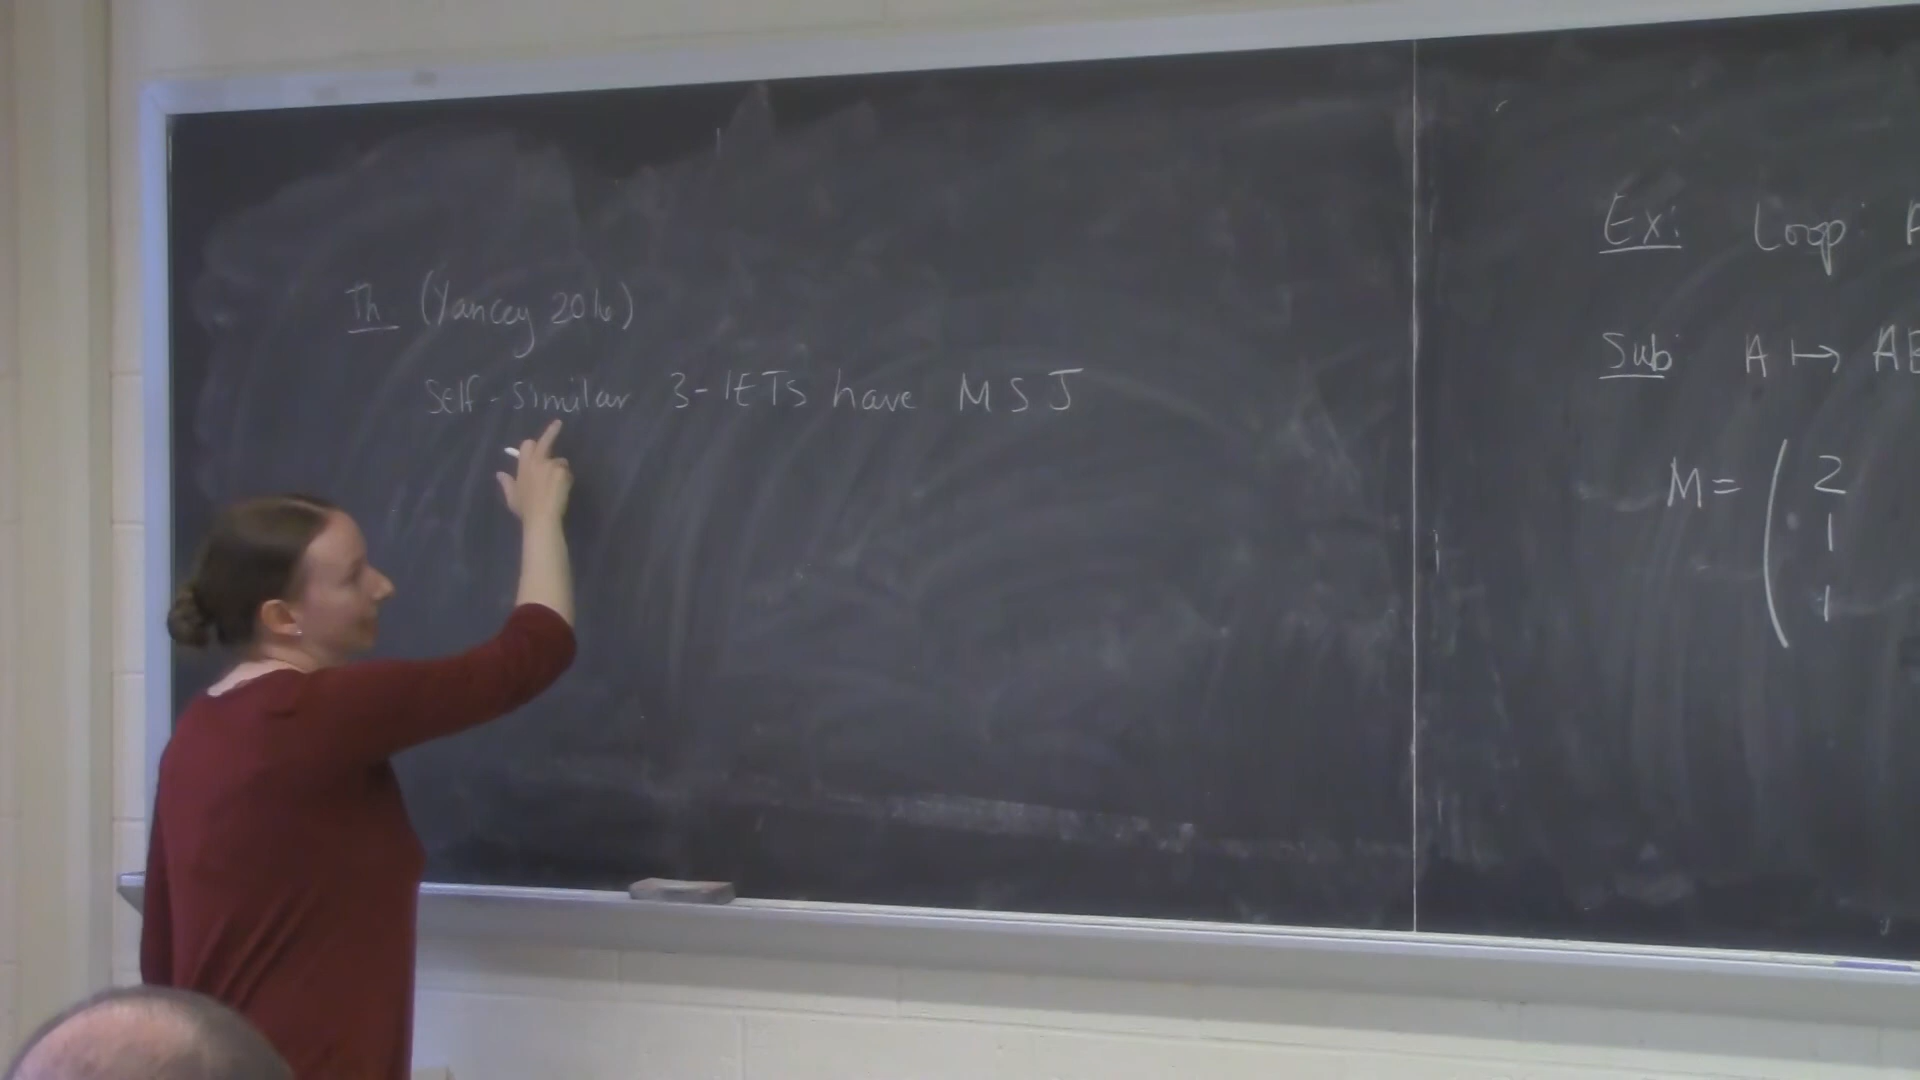 Th (Yancey 2016)
Self-similar 3-IETs have MSJ
Ex: Loop:
Sub A ↦ AB
M = ( 2
1
1